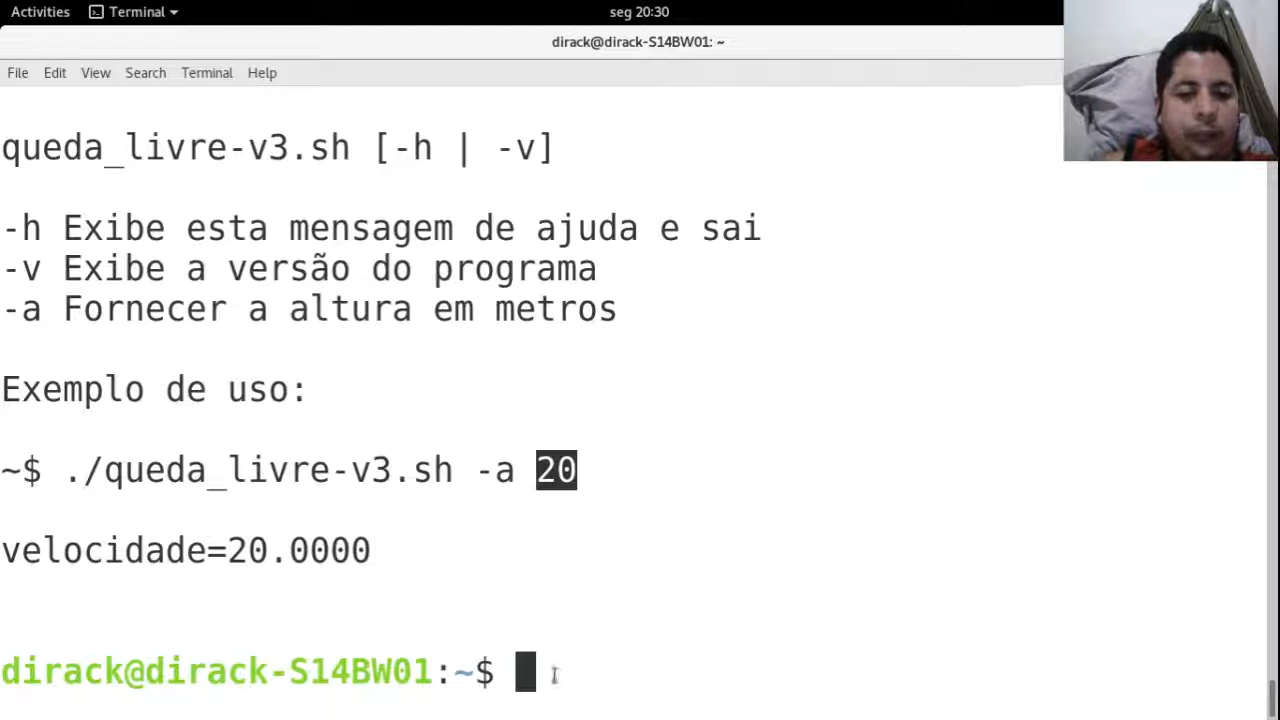 Activities Terminal seg 20:30
dirack@dirack-S14BW01: ~
File Edit View Search Terminal Help
queda_livre-v3.sh [-h | -v]
-h Exibe esta mensagem de ajuda e sai
-v Exibe a versão do programa
-a Fornecer a altura em metros
Exemplo de uso:
~$ ./queda_livre-v3.sh -a 20
velocidade=20.0000
dirack@dirack-S14BW01:~$